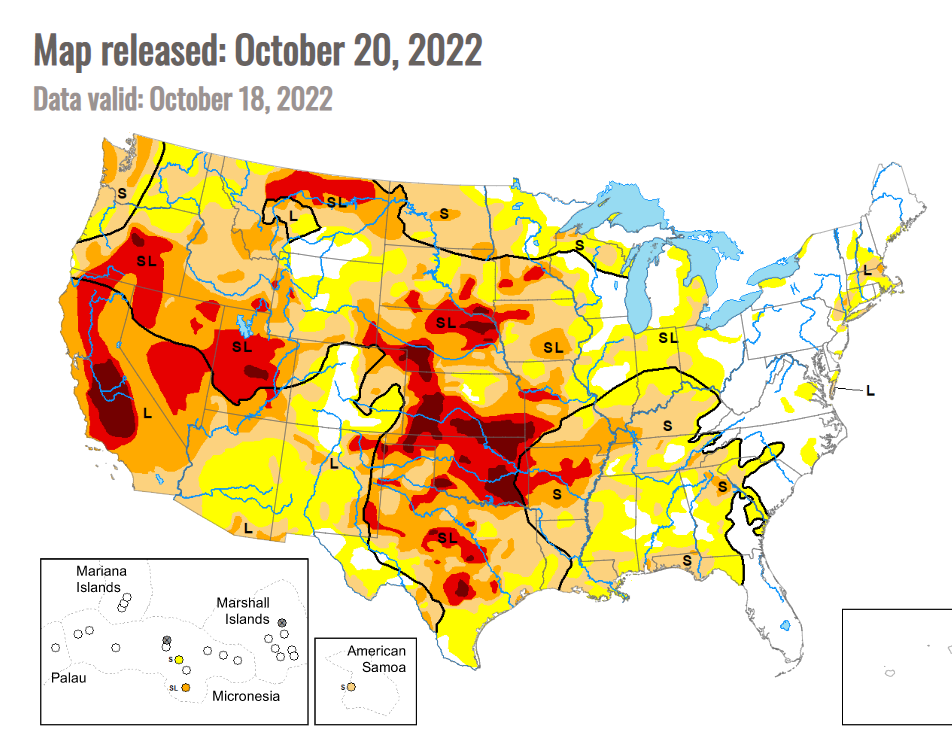 Map released: October 20, 2022
Data valid: October 18, 2022
S
SL
L
S
S
SL
L
SL
SL
SL
SL
L
L
S
L
S
S
L
SL
S
Mariana
Islands
Marshall
Islands
S
SL
Palau
Micronesia
American
Samoa
S